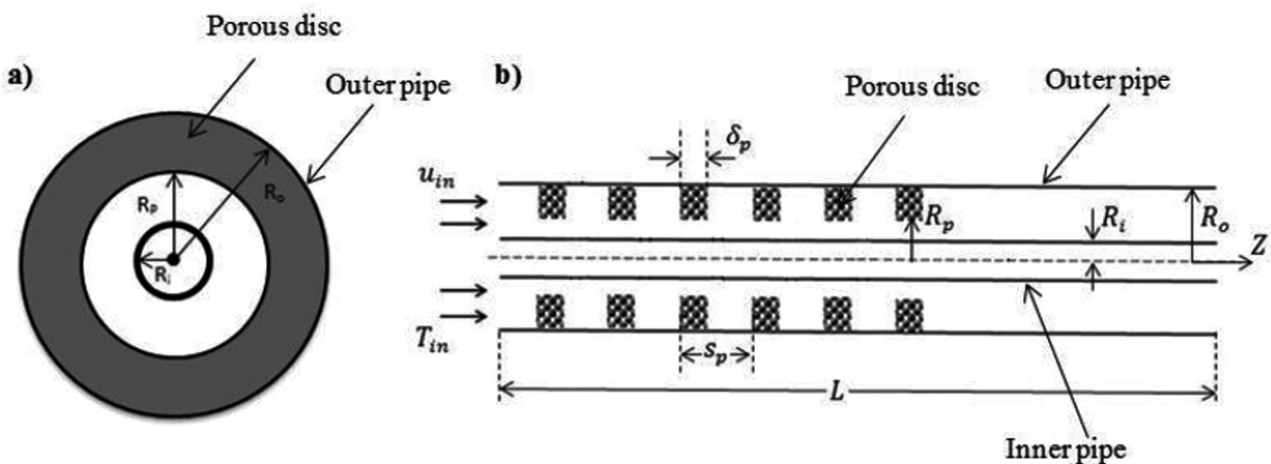 a)
Porous disc
Outer pipe
Rₚ
Rₒ
Rᵢ
b)
Porous disc
Outer pipe
δₚ
uᵢₙ
Rₚ
Rᵢ
Rₒ
Z
Tᵢₙ
sₚ
L
Inner pipe